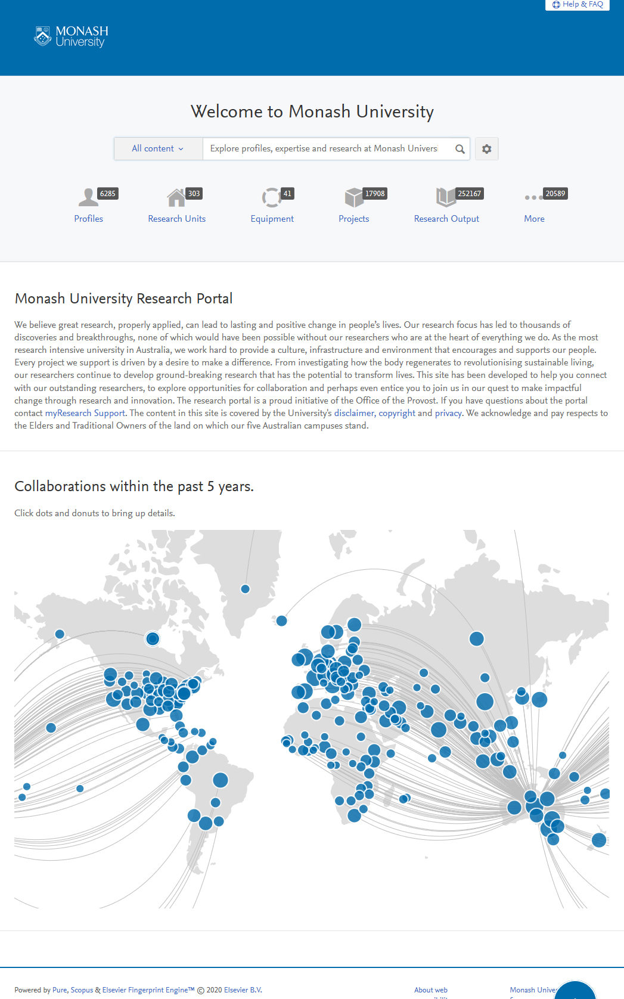 Help & FAQ
MONASH
University
Welcome to Monash University
All content
Explore profiles, expertise and research at Monash Universi
6285
303
41
17908
252167
20589
Profiles
Research Units
Equipment
Projects
Research Output
More
Monash University Research Portal
We believe great research, properly applied, can lead to lasting and positive change in people's lives. Our research focus has led to thousands of
discoveries and breakthroughs, none of which would have been possible without our researchers who are at the heart of everything we do. As the most
research intensive university in Australia, we work hard to provide a culture, infrastructure and environment that encourages and supports our people.
Every project we support is driven by a desire to make a difference. From investigating how the body regenerates to revolutionising sustainable living,
our researchers continue to develop ground-breaking research that has the potential to transform lives. This site has been developed to help you connect
with our outstanding researchers, to explore opportunities for collaboration and perhaps even entice you to join us in our quest to make impactful
change through research and innovation. The research portal is a proud initiative of the Office of the Provost. If you have questions about the portal
contact myResearch Support. The content in this site is covered by the University's disclaimer, copyright and privacy. We acknowledge and pay respects to
the Elders and Traditional Owners of the land on which our five Australian campuses stand.
Collaborations within the past 5 years.
Click dots and donuts to bring up details.
Powered by Pure, Scopus & Elsevier Fingerprint Engine™ © 2020 Elsevier B.V.
About web
Monash Univer